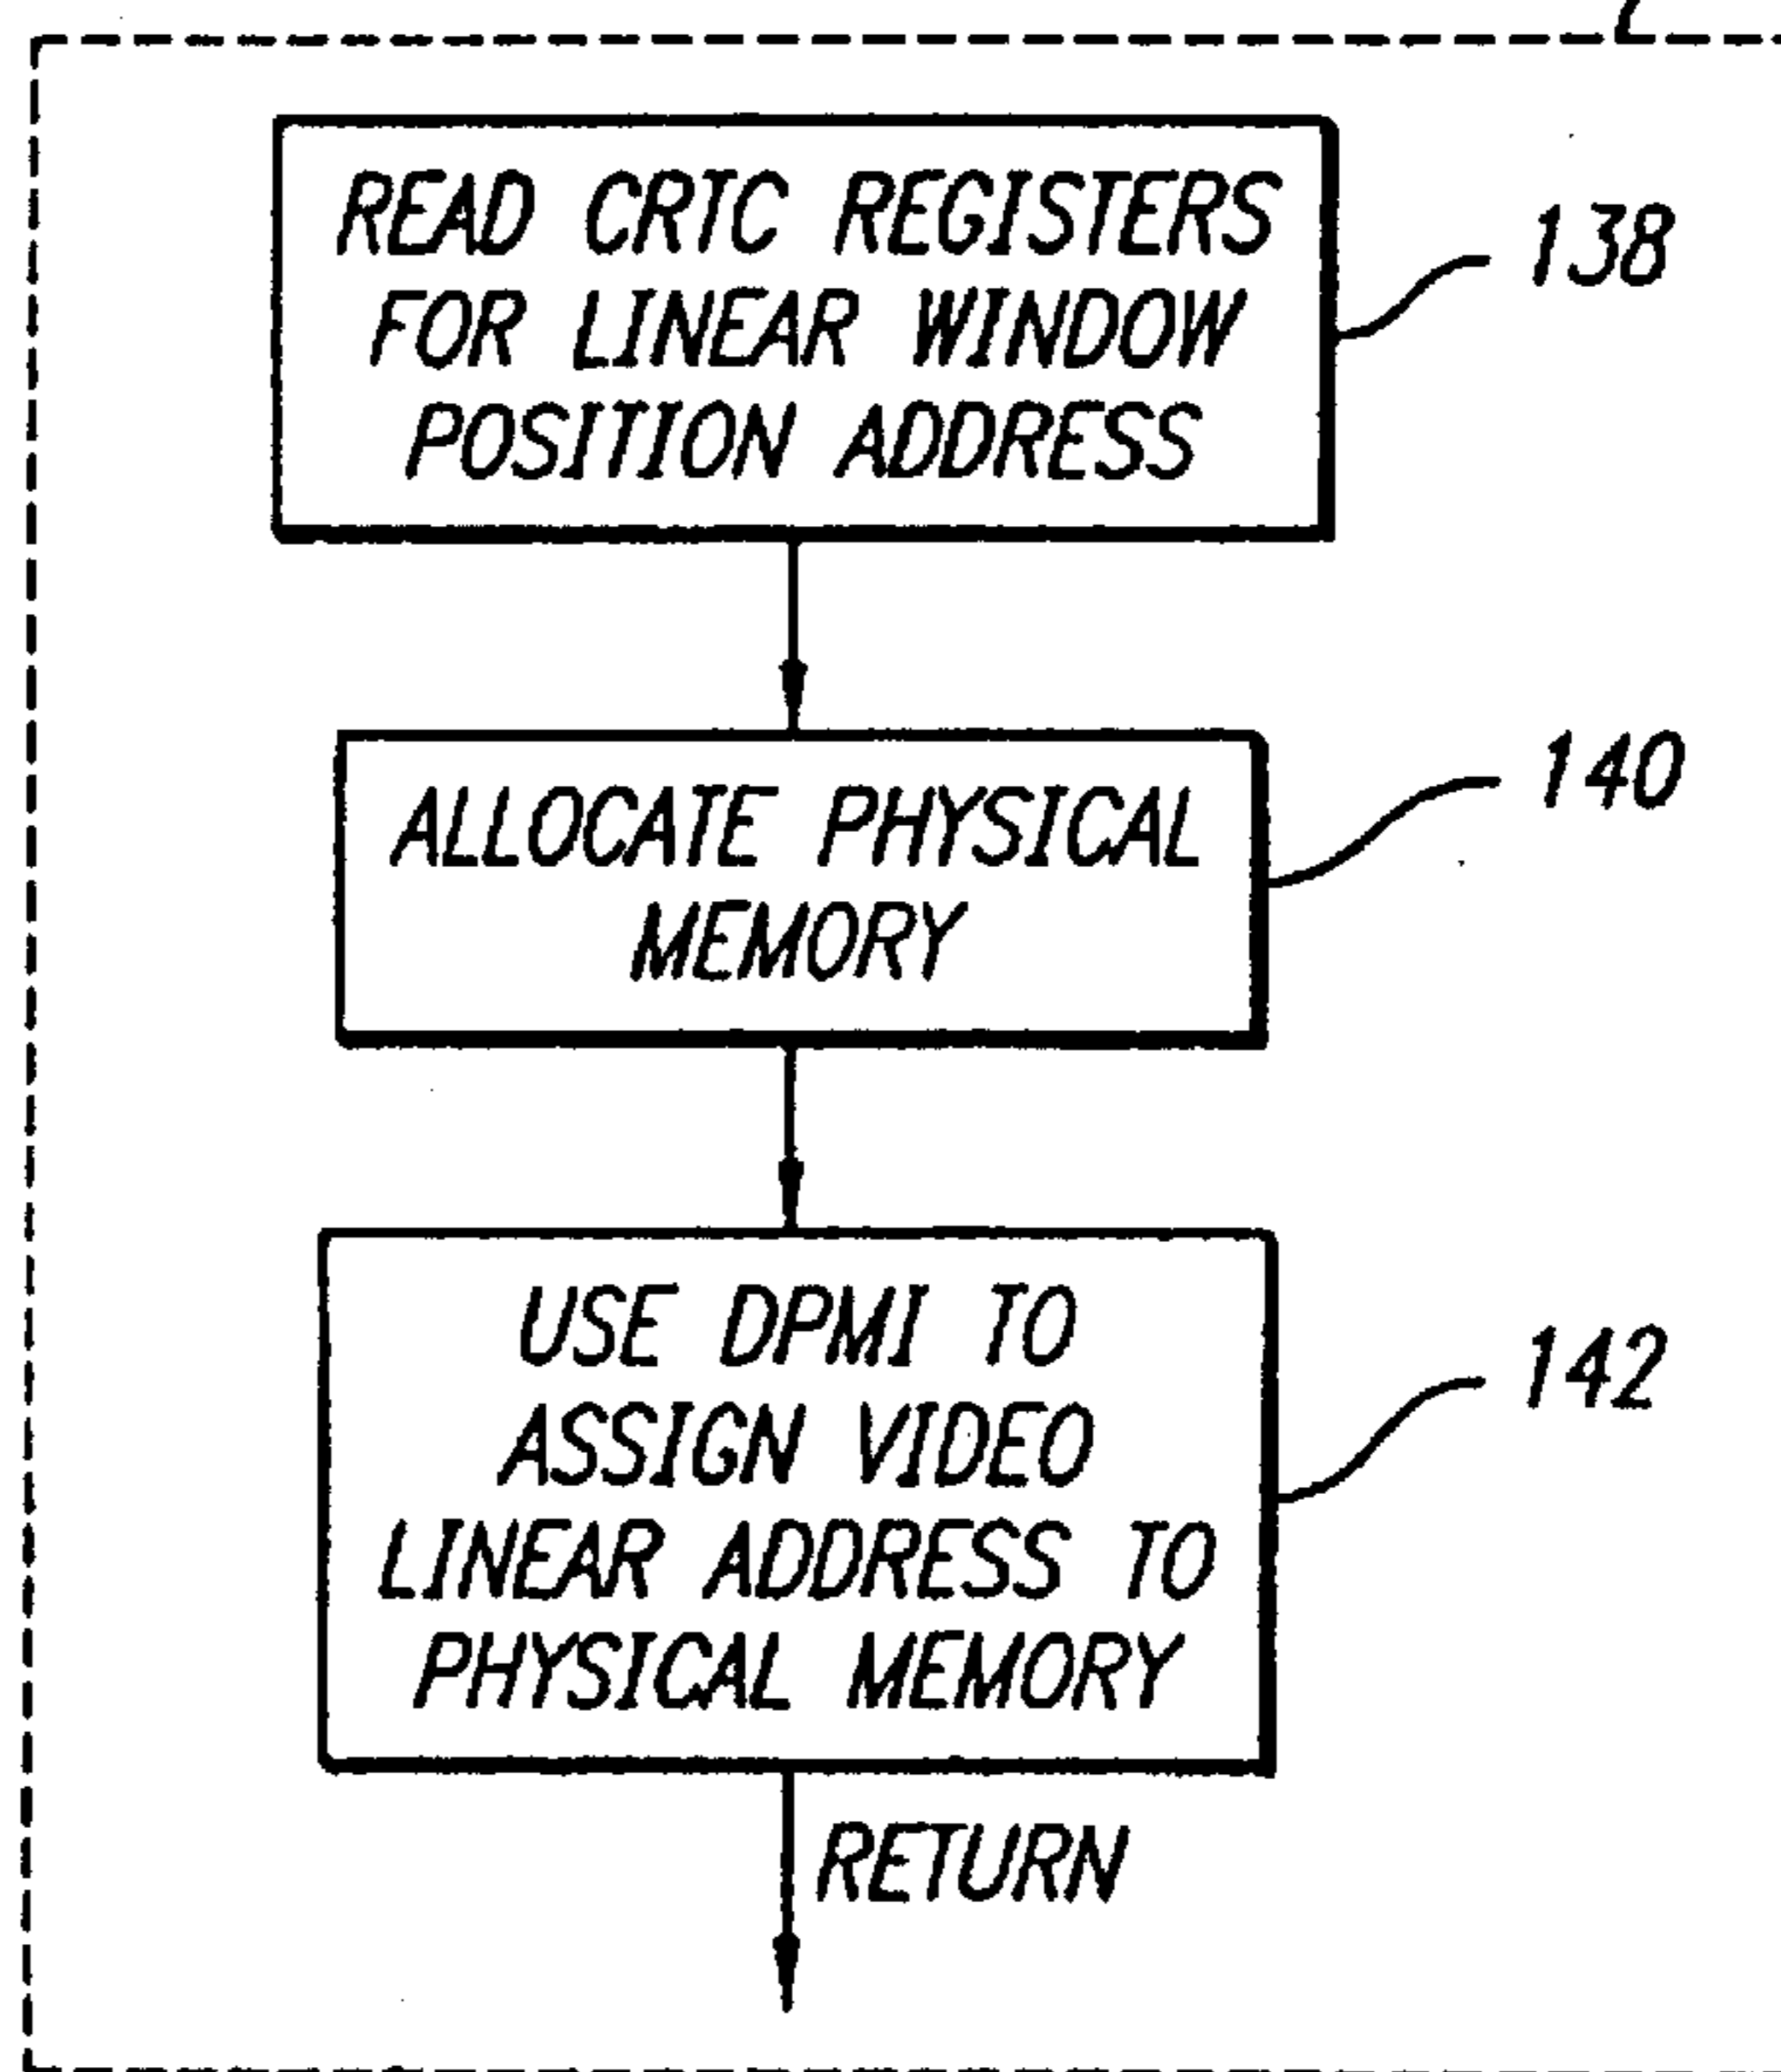 READ CRTC REGISTERS
FOR LINEAR WINDOW
POSITION ADDRESS
138
ALLOCATE PHYSICAL
MEMORY
140
USE DPMI TO
ASSIGN VIDEO
LINEAR ADDRESS TO
PHYSICAL MEMORY
142
RETURN